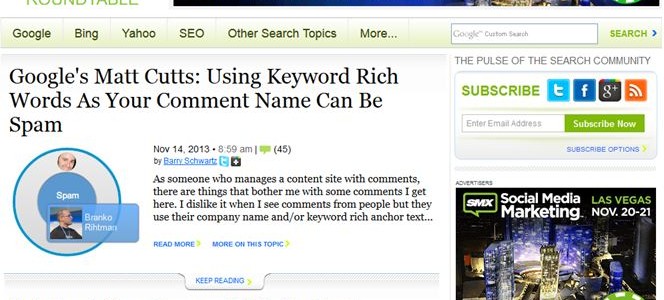 ROUNDTABLE
Google Bing Yahoo SEO Other Search Topics More...
Google™ Custom Search SEARCH
Google's Matt Cutts: Using Keyword Rich
Words As Your Comment Name Can Be
Spam
Spam
Branko
Rihtman
Nov 14, 2013 • 8:59 am | (45)
by Barry Schwartz
As someone who manages a content site with comments,
there are things that bother me with some comments I get
here. I dislike it when I see comments from people but they
use their company name and/or keyword rich anchor text...
READ MORE MORE ON THIS TOPIC
KEEP READING
THE PULSE OF THE SEARCH COMMUNITY
SUBSCRIBE
Enter Email Address Subscribe Now
SUBSCRIBE OPTIONS
ADVERTISERS
SMX Social Media
Marketing
LAS VEGAS
NOV. 20-21